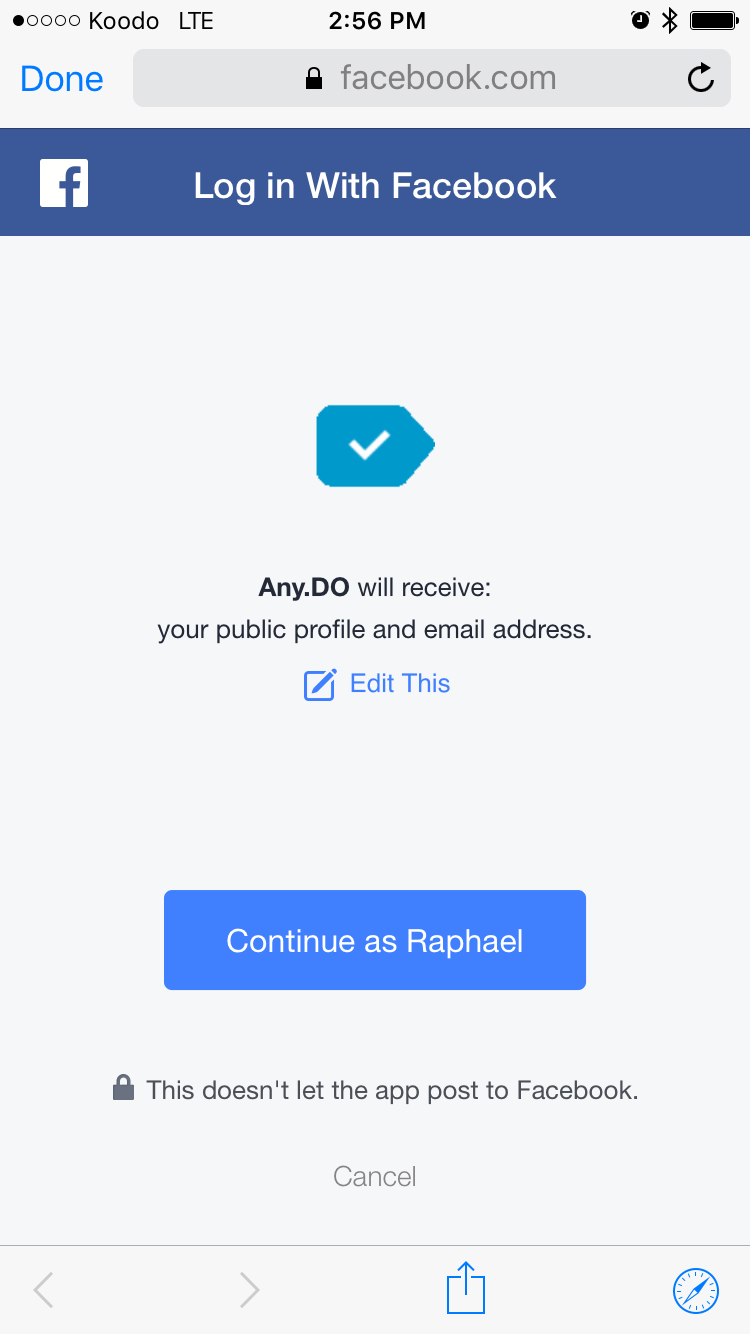 Koodo LTE 2:56 PM
Done facebook.com
Log in With Facebook
Any.DO will receive:
your public profile and email address.
Edit This
Continue as Raphael
This doesn't let the app post to Facebook.
Cancel